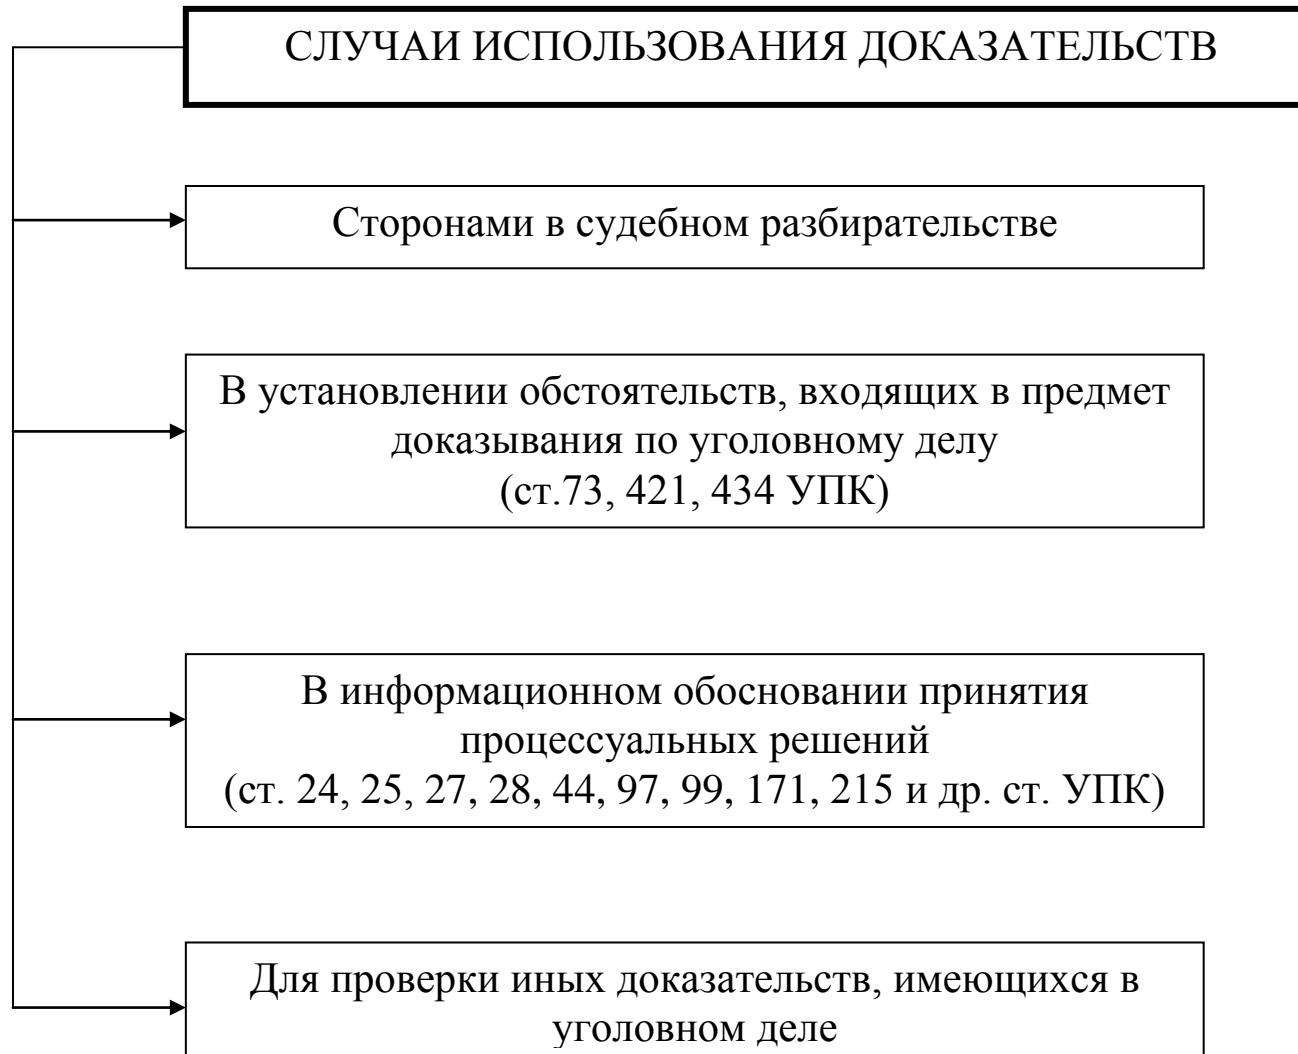 СЛУЧАИ ИСПОЛЬЗОВАНИЯ ДОКАЗАТЕЛЬСТВ
Сторонами в судебном разбирательстве
В установлении обстоятельств, входящих в предмет
доказывания по уголовному делу
(ст.73, 421, 434 УПК)
В информационном обосновании принятия
процессуальных решений
(ст. 24, 25, 27, 28, 44, 97, 99, 171, 215 и др. ст. УПК)
Для проверки иных доказательств, имеющихся в
уголовном деле